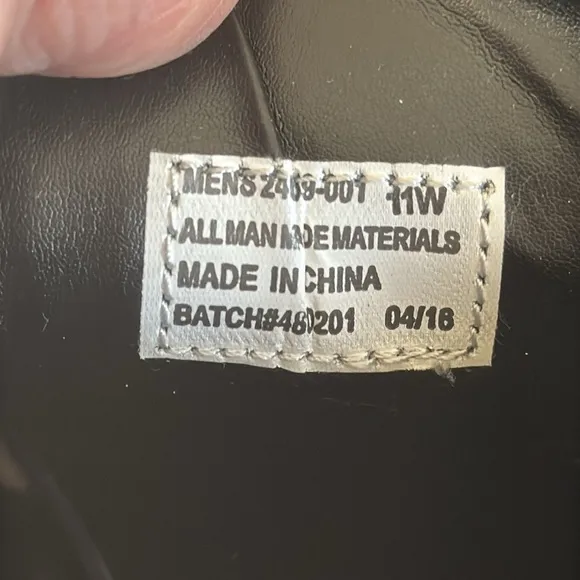 MENS 2469-001 11W
ALL MAN MADE MATERIALS
MADE IN CHINA
BATCH#480201 04/16